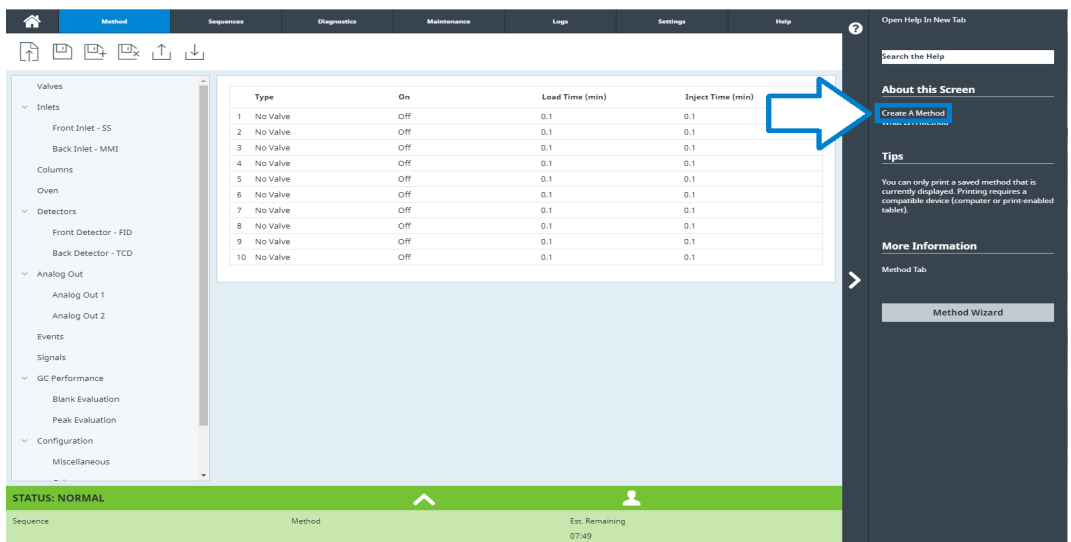 Method Sequences Diagnostics Maintenance Logs Settings Help
Valves
Inlets
Front Inlet - SS
Back Inlet - MMI
Columns
Oven
Detectors
Front Detector - FID
Back Detector - TCD
Analog Out
Analog Out 1
Analog Out 2
Events
Signals
GC Performance
Blank Evaluation
Peak Evaluation
Configuration
Miscellaneous
Type On Load Time (min) Inject Time (min)
1 No Valve Off 0.1 0.1
2 No Valve Off 0.1 0.1
3 No Valve Off 0.1 0.1
4 No Valve Off 0.1 0.1
5 No Valve Off 0.1 0.1
6 No Valve Off 0.1 0.1
7 No Valve Off 0.1 0.1
8 No Valve Off 0.1 0.1
9 No Valve Off 0.1 0.1
10 No Valve Off 0.1 0.1
STATUS: NORMAL
Sequence Method Est. Remaining
07:49
?
Open Help In New Tab
Search the Help
About this Screen
Create A Method
What Is A Method
Tips
You can only print a saved method that is
currently displayed. Printing requires a
compatible device (computer or print-enabled
tablet).
More Information
Method Tab
Method Wizard